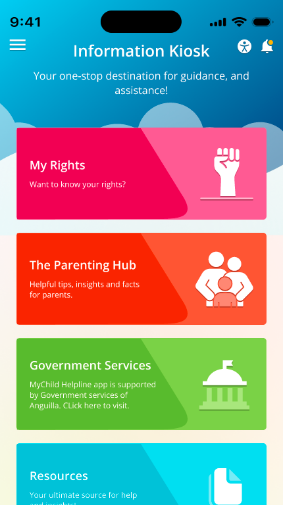 9:41
Information Kiosk
Your one-stop destination for guidance, and
assistance!
My Rights
Want to know your rights?
The Parenting Hub
Helpful tips, insights and facts
for parents.
Government Services
MyChild Helpline app is supported
by Government services of
Anguilla. CLick here to visit.
Resources
Your ultimate source for help
and insights!